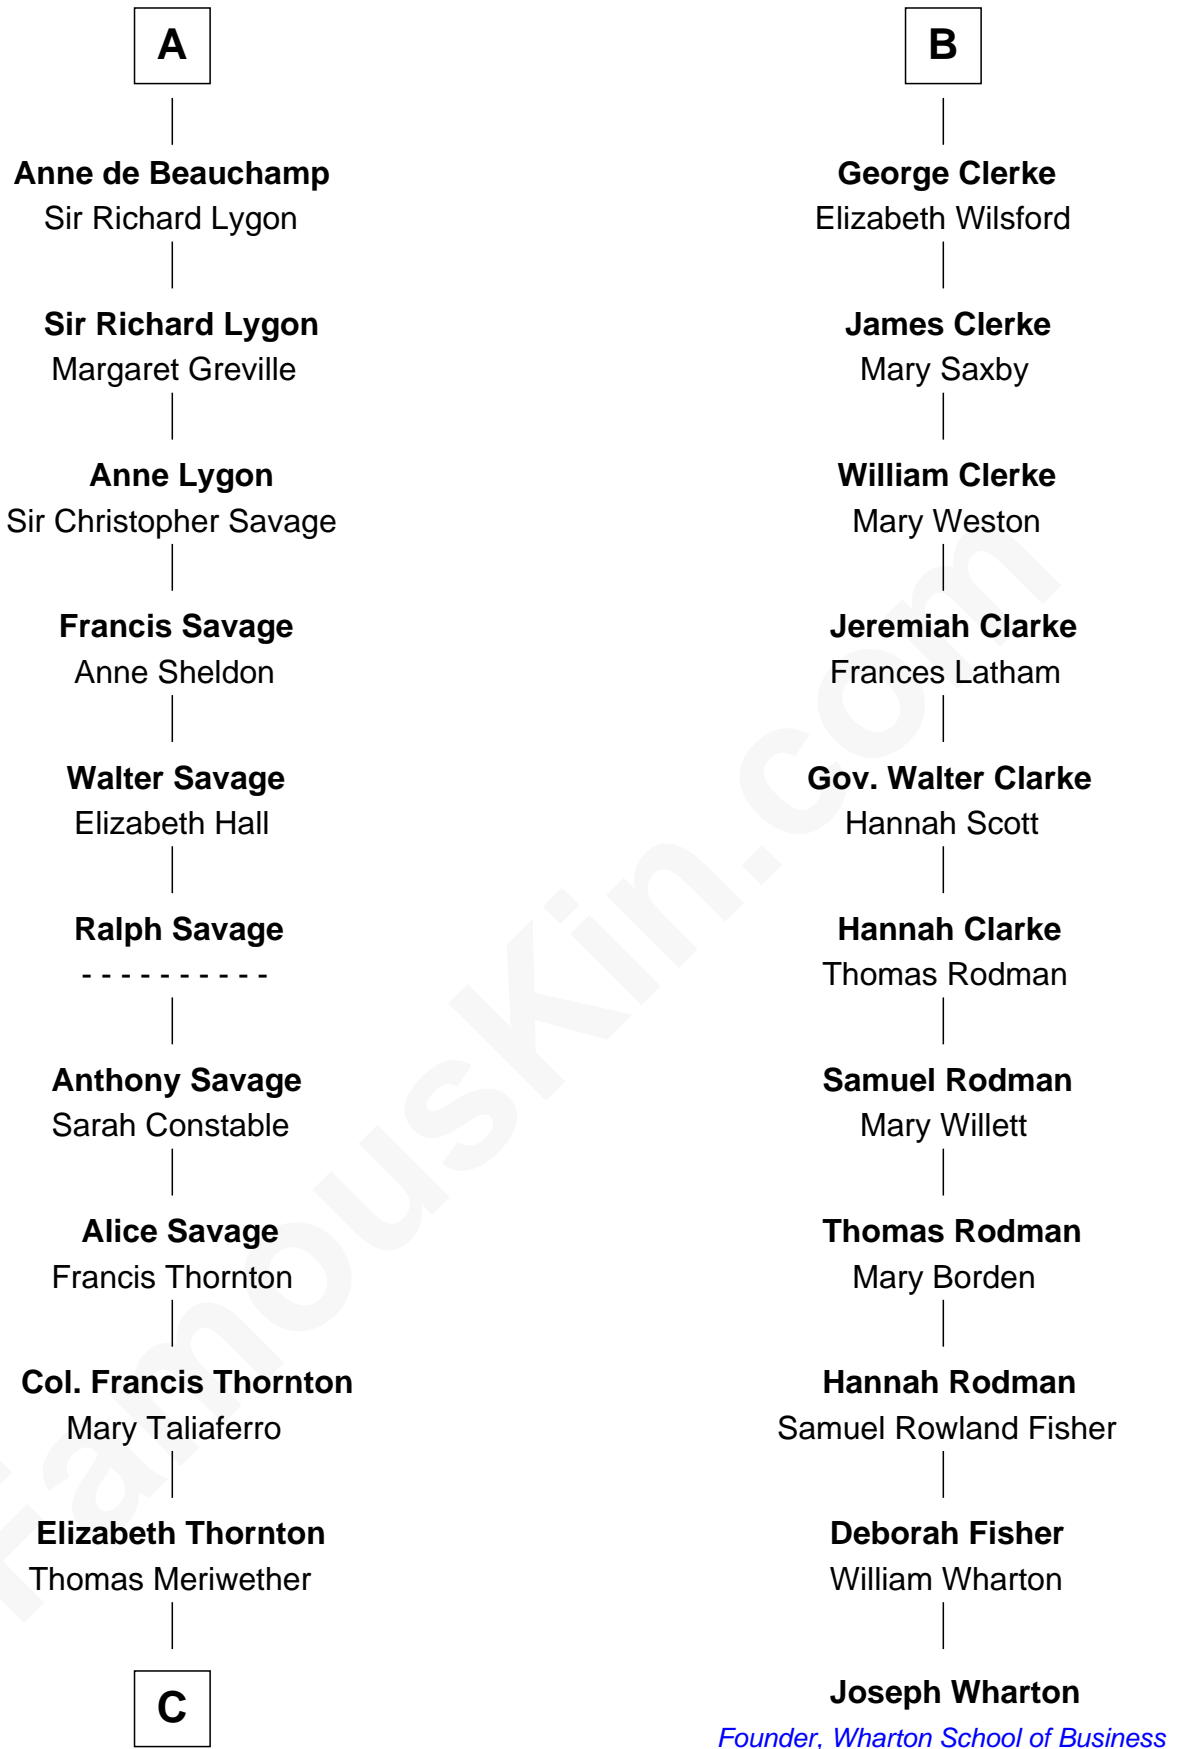 A
Anne de Beauchamp
Sir Richard Lygon
Sir Richard Lygon
Margaret Greville
Anne Lygon
Sir Christopher Savage
Francis Savage
Anne Sheldon
Walter Savage
Elizabeth Hall
Ralph Savage
- - - - - - - - - -
Anthony Savage
Sarah Constable
Alice Savage
Francis Thornton
Col. Francis Thornton
Mary Taliaferro
Elizabeth Thornton
Thomas Meriwether
C
B
George Clerke
Elizabeth Wilsford
James Clerke
Mary Saxby
William Clerke
Mary Weston
Jeremiah Clarke
Frances Latham
Gov. Walter Clarke
Hannah Scott
Hannah Clarke
Thomas Rodman
Samuel Rodman
Mary Willett
Thomas Rodman
Mary Borden
Hannah Rodman
Samuel Rowland Fisher
Deborah Fisher
William Wharton
Joseph Wharton
Founder, Wharton School of Business
FamousKin.com